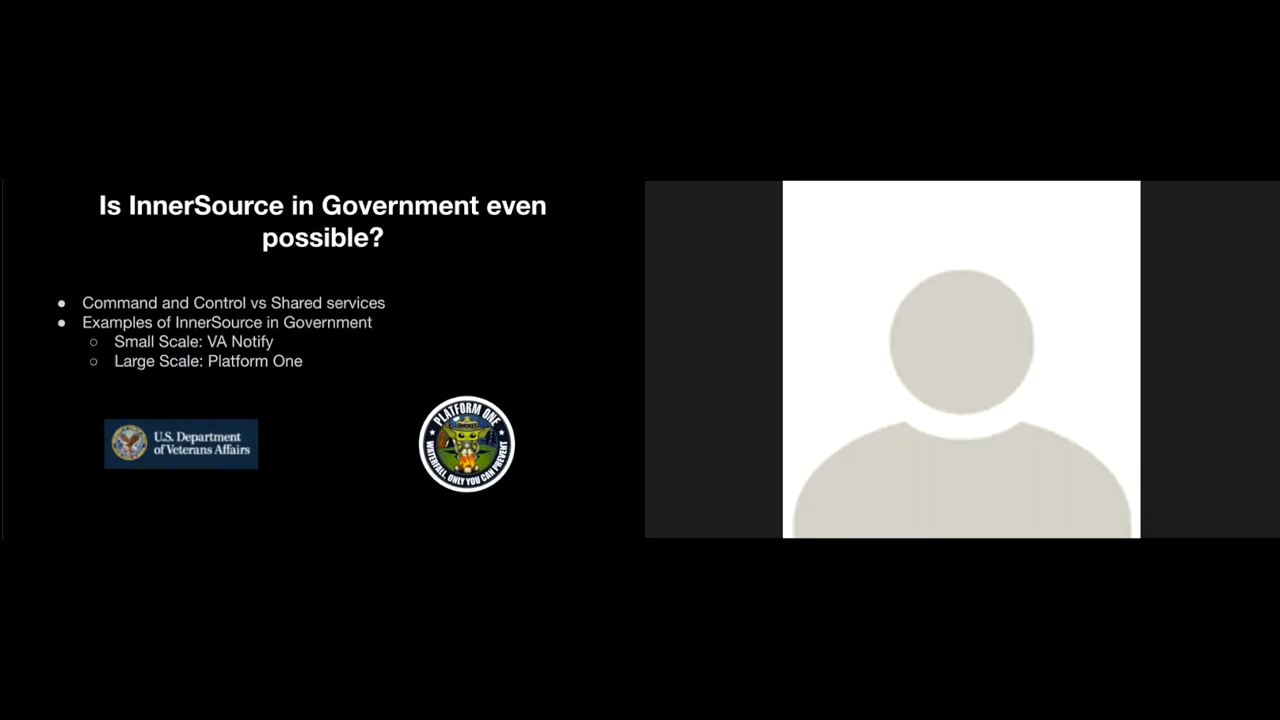 Is InnerSource in Government even
possible?
● Command and Control vs Shared services
● Examples of InnerSource in Government
○ Small Scale: VA Notify
○ Large Scale: Platform One
U.S. Department
of Veterans Affairs
PLATFORM ONE
WATERFALL, ONLY YOU CAN PREVENT